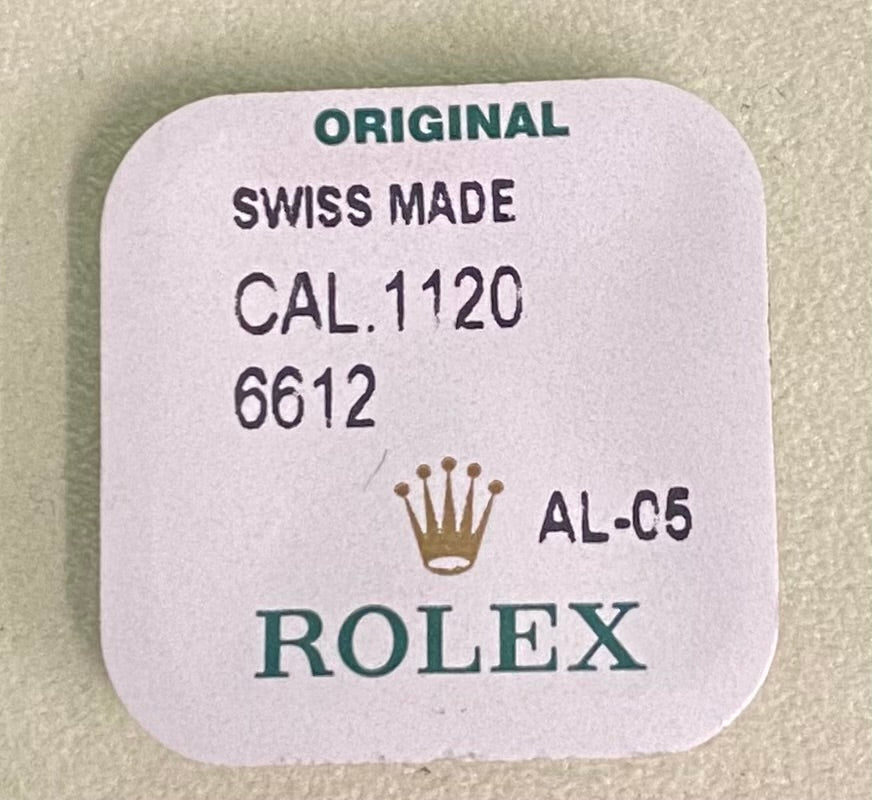 ORIGINAL
SWISS MADE
CAL.1120
6612
AL-05
ROLEX